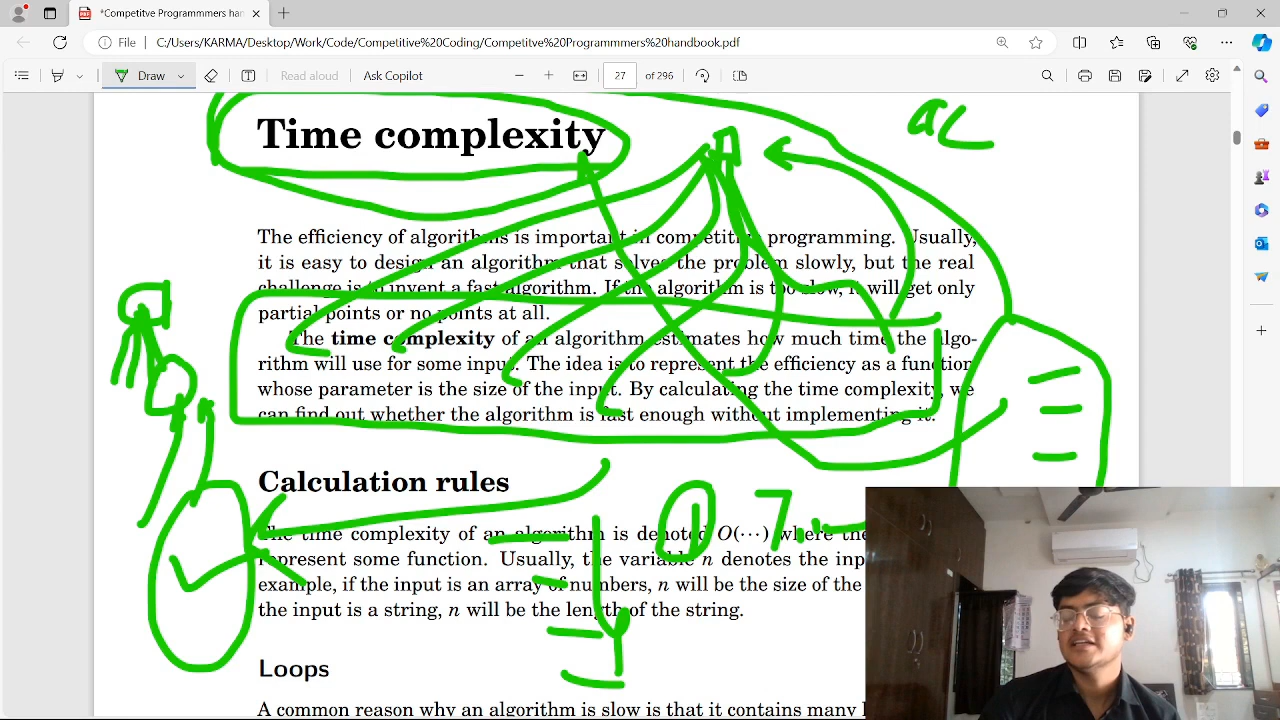 *Competitive Programmmers han
File
C:/Users/KARMA/Desktop/Work/Code/Competitive%20Coding/Competitve%20Programmmers%20handbook.pdf
Draw
Read aloud
Ask Copilot
27
of 296
Time complexity
ac
The efficiency of algorithms is important in competitive programming. Usually,
it is easy to design an algorithm that solves the problem slowly, but the real
challenge is to invent a fast algorithm. If the algorithm is too slow, it will get only
partial points or no points at all.
The time complexity of an algorithm estimates how much time the algo-
rithm will use for some input. The idea is to represent the efficiency as a function
whose parameter is the size of the input. By calculating the time complexity, we
can find out whether the algorithm is fast enough without implementing it.
Calculation rules
The time complexity of an algorithm is denoted O(···) where the
represent some function. Usually, the variable n denotes the inp
example, if the input is an array of numbers, n will be the size of the
the input is a string, n will be the length of the string.
Loops
A common reason why an algorithm is slow is that it contains many